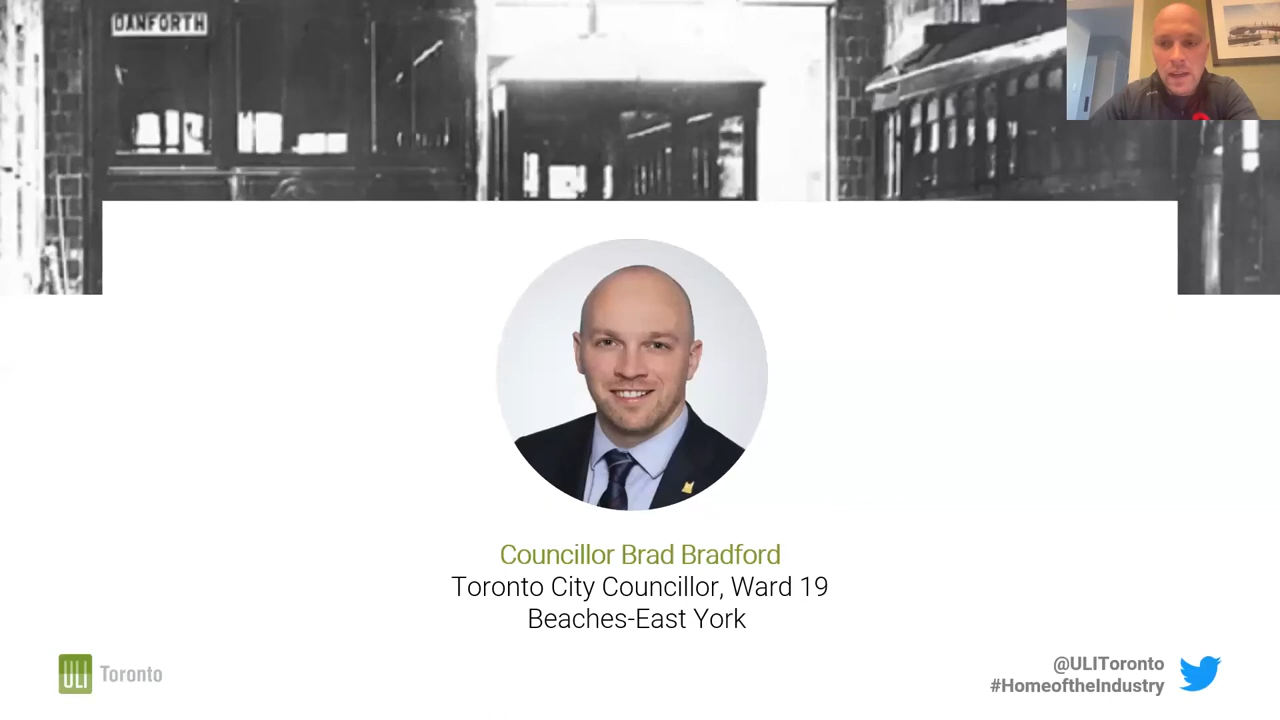 DANFORTH
Councillor Brad Bradford
Toronto City Councillor, Ward 19
Beaches-East York
ULI Toronto
@ULIToronto
#HomeoftheIndustry